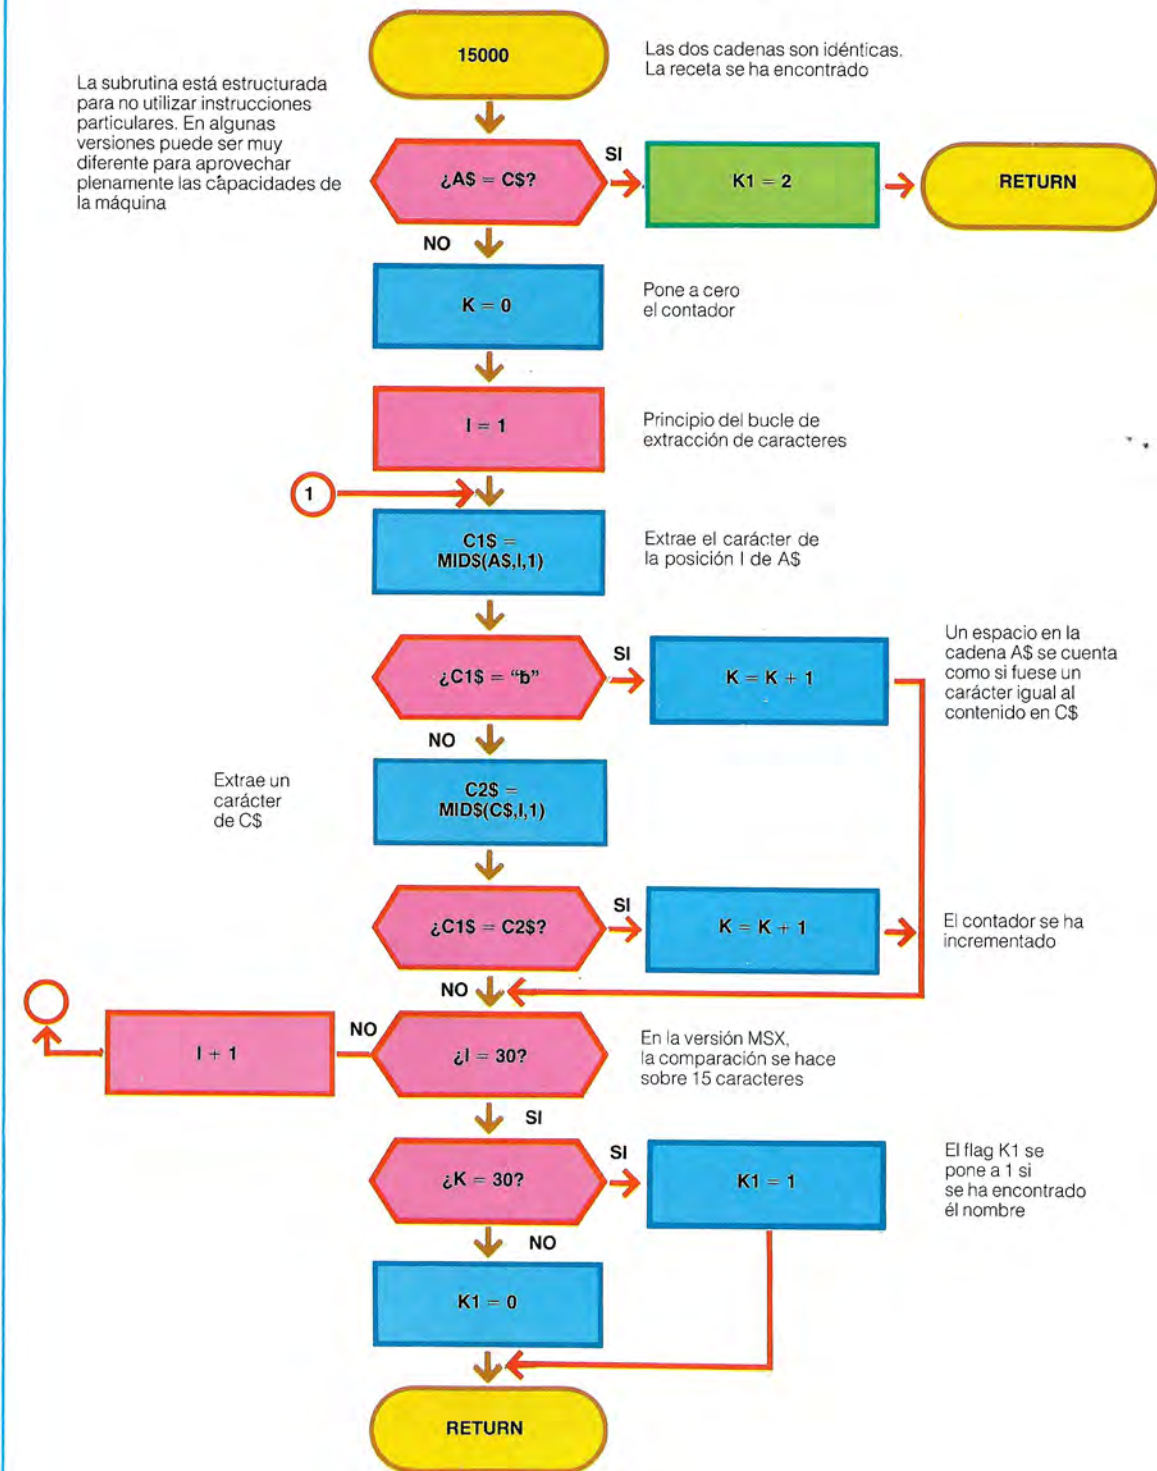 15000
Las dos cadenas son idénticas.
La receta se ha encontrado
La subrutina está estructurada
para no utilizar instrucciones
particulares. En algunas
versiones puede ser muy
diferente para aprovechar
plenamente las capacidades de
la máquina
¿A$ = C$?
SI
K1 = 2
RETURN
NO
K = 0
Pone a cero
el contador
I = 1
Principio del bucle de
extracción de caracteres
1
C1$ =
MID$(A$,I,1)
Extrae el carácter de
la posición I de A$
¿C1$ = “b”
SI
K = K + 1
Un espacio en la
cadena A$ se cuenta
como si fuese un
carácter igual al
contenido en C$
NO
Extrae un
carácter
de C$
C2$ =
MID$(C$,I,1)
¿C1$ = C2$?
SI
K = K + 1
El contador se ha
incrementado
NO
I + 1
NO
¿I = 30?
En la versión MSX,
la comparación se hace
sobre 15 caracteres
SI
¿K = 30?
SI
K1 = 1
El flag K1 se
pone a 1 si
se ha encontrado
él nombre
NO
K1 = 0
RETURN